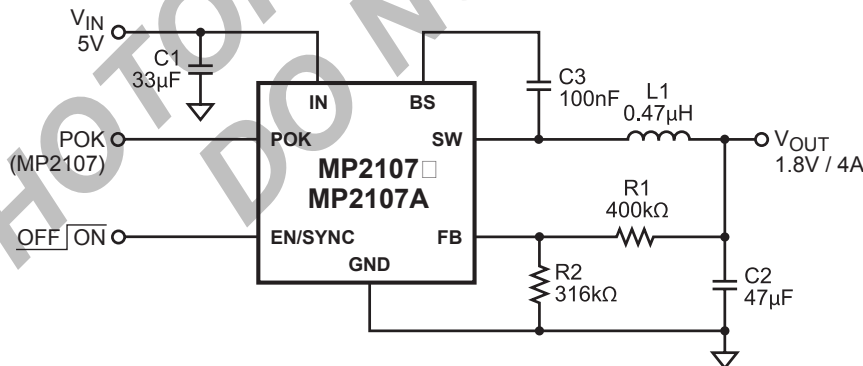 VIN
5V
C1
33µF
C3
100nF
L1
0.47µH
IN
BS
POK
(MP2107)
POK
SW
VOUT
1.8V / 4A
MP2107□
MP2107A
R1
400kΩ
OFF ON
EN/SYNC
FB
GND
R2
316kΩ
C2
47µF
DO N